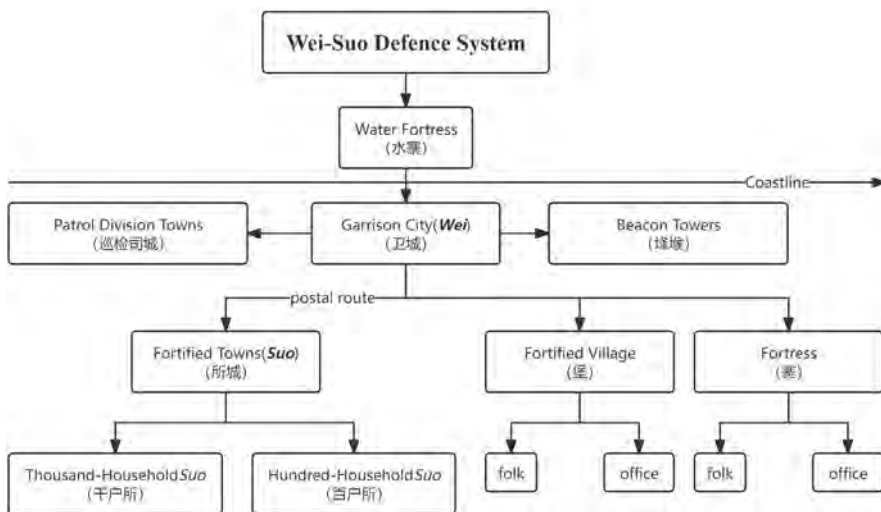 Wei-Suo Defence System
Water Fortress
(水寨)
Coastline
Patrol Division Towns
(巡检司城)
Garrison City(Wei)
(卫城)
Beacon Towers
(烽堠)
postal route
Fortified Towns(Suo)
(所城)
Fortified Village
(堡)
Fortress
(寨)
Thousand-Household Suo
(千户所)
Hundred-Household Suo
(百户所)
folk
office
folk
office